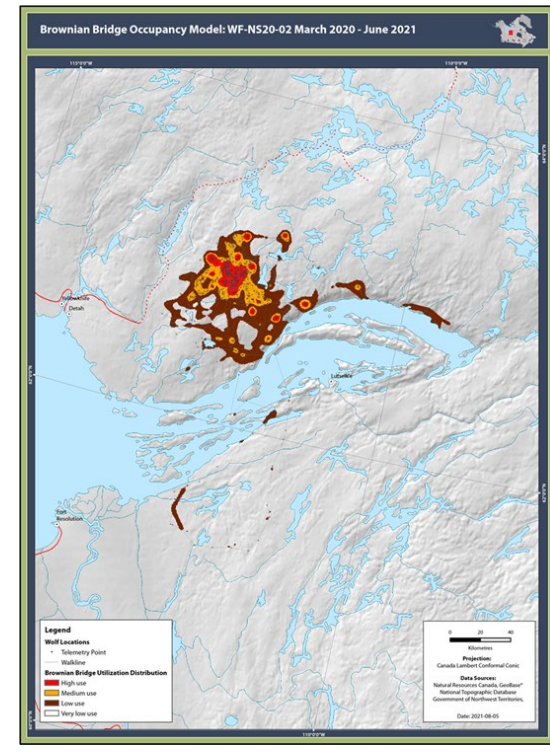 Brownian Bridge Occupancy Model: WF-NS20-02 March 2020 - June 2021
CANADA
Detah
Fort
Resolution
Legend
Wolf Locations
Telemetry Point
Walkline
Brownian Bridge Utilization Distribution
High use
Medium use
Low use
Very low use
0 20 40
Kilometres
Projection:
Canada Lambert Conformal Conic
Data Sources:
Natural Resources Canada, GeoBase®
National Topographic Database
Government of Northwest Territories,
Date: 2021-08-05